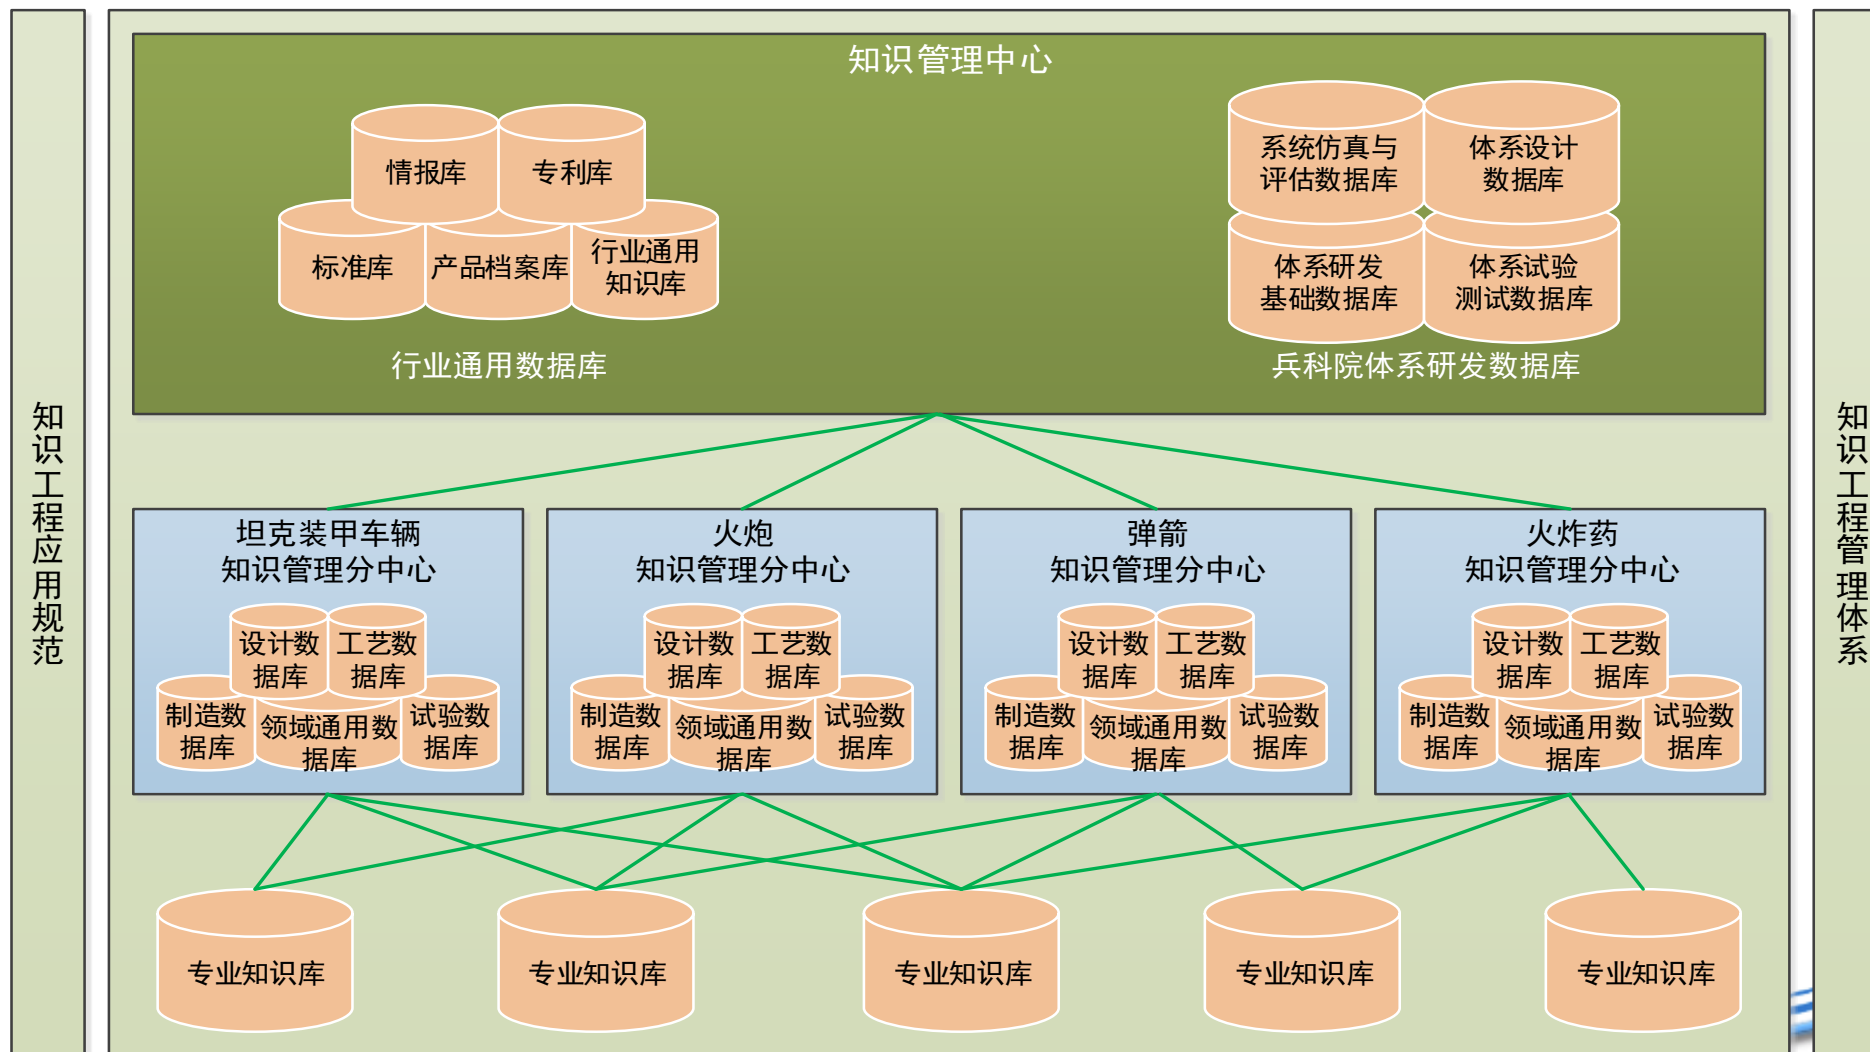 知识工程应用规范
知识管理中心
情报库
专利库
标准库
产品档案库
行业通用
知识库
行业通用数据库
系统仿真与
评估数据库
体系设计
数据库
体系研发
基础数据库
体系试验
测试数据库
兵科院体系研发数据库
坦克装甲车辆
知识管理分中心
设计数
据库
工艺数
据库
制造数
据库
领域通用数
据库
试验数
据库
火炮
知识管理分中心
设计数
据库
工艺数
据库
制造数
据库
领域通用数
据库
试验数
据库
弹箭
知识管理分中心
设计数
据库
工艺数
据库
制造数
据库
领域通用数
据库
试验数
据库
火炸药
知识管理分中心
设计数
据库
工艺数
据库
制造数
据库
领域通用数
据库
试验数
据库
专业知识库
专业知识库
专业知识库
专业知识库
专业知识库
知识工程管理体系